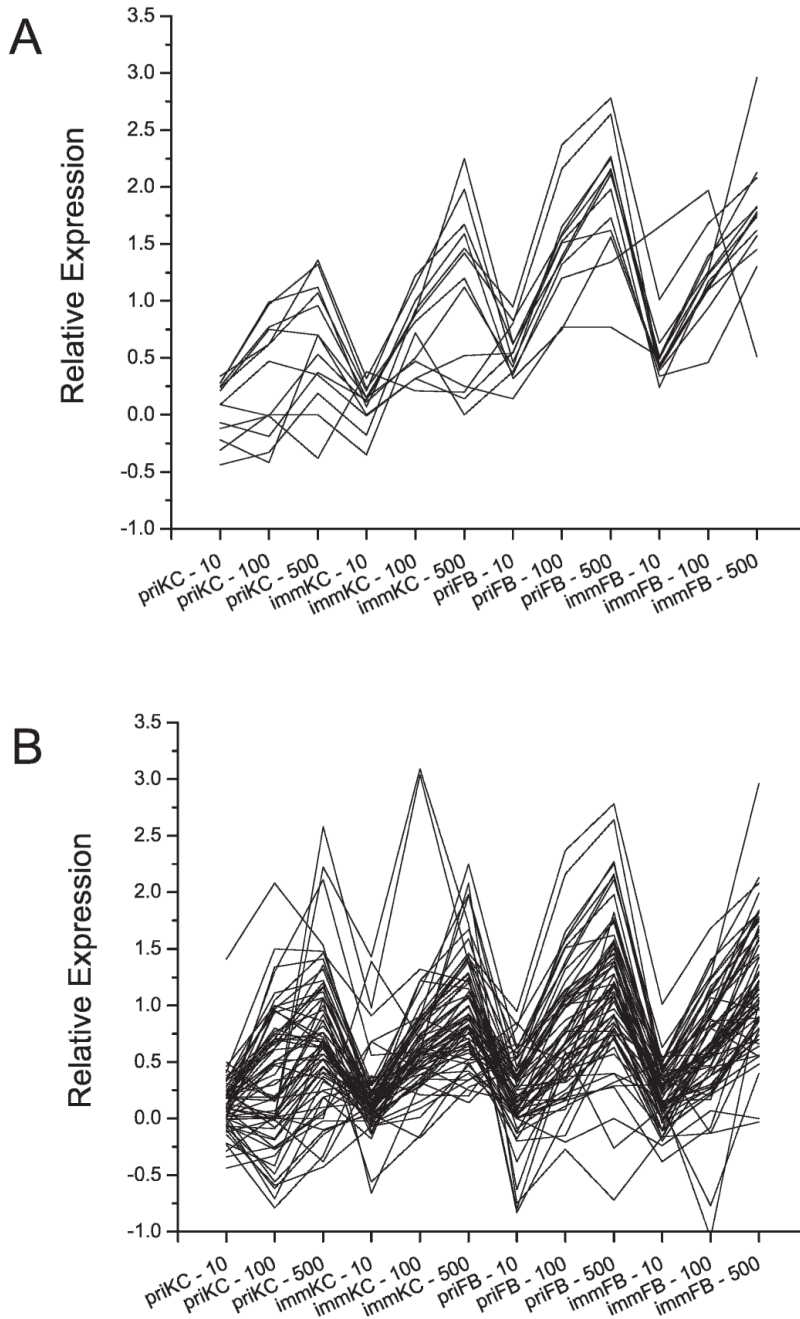 A
Relative Expression
3.5
3.0
2.5
2.0
1.5
1.0
0.5
0.0
-0.5
-1.0
priKC - 10
priKC - 100
priKC - 500
immKC - 10
immKC - 100
immKC - 500
priFB - 10
priFB - 100
priFB - 500
immFB - 10
immFB - 100
immFB - 500
B
Relative Expression
3.5
3.0
2.5
2.0
1.5
1.0
0.5
0.0
-0.5
-1.0
priKC - 10
priKC - 100
priKC - 500
immKC - 10
immKC - 100
immKC - 500
priFB - 10
priFB - 100
priFB - 500
immFB - 10
immFB - 100
immFB - 500